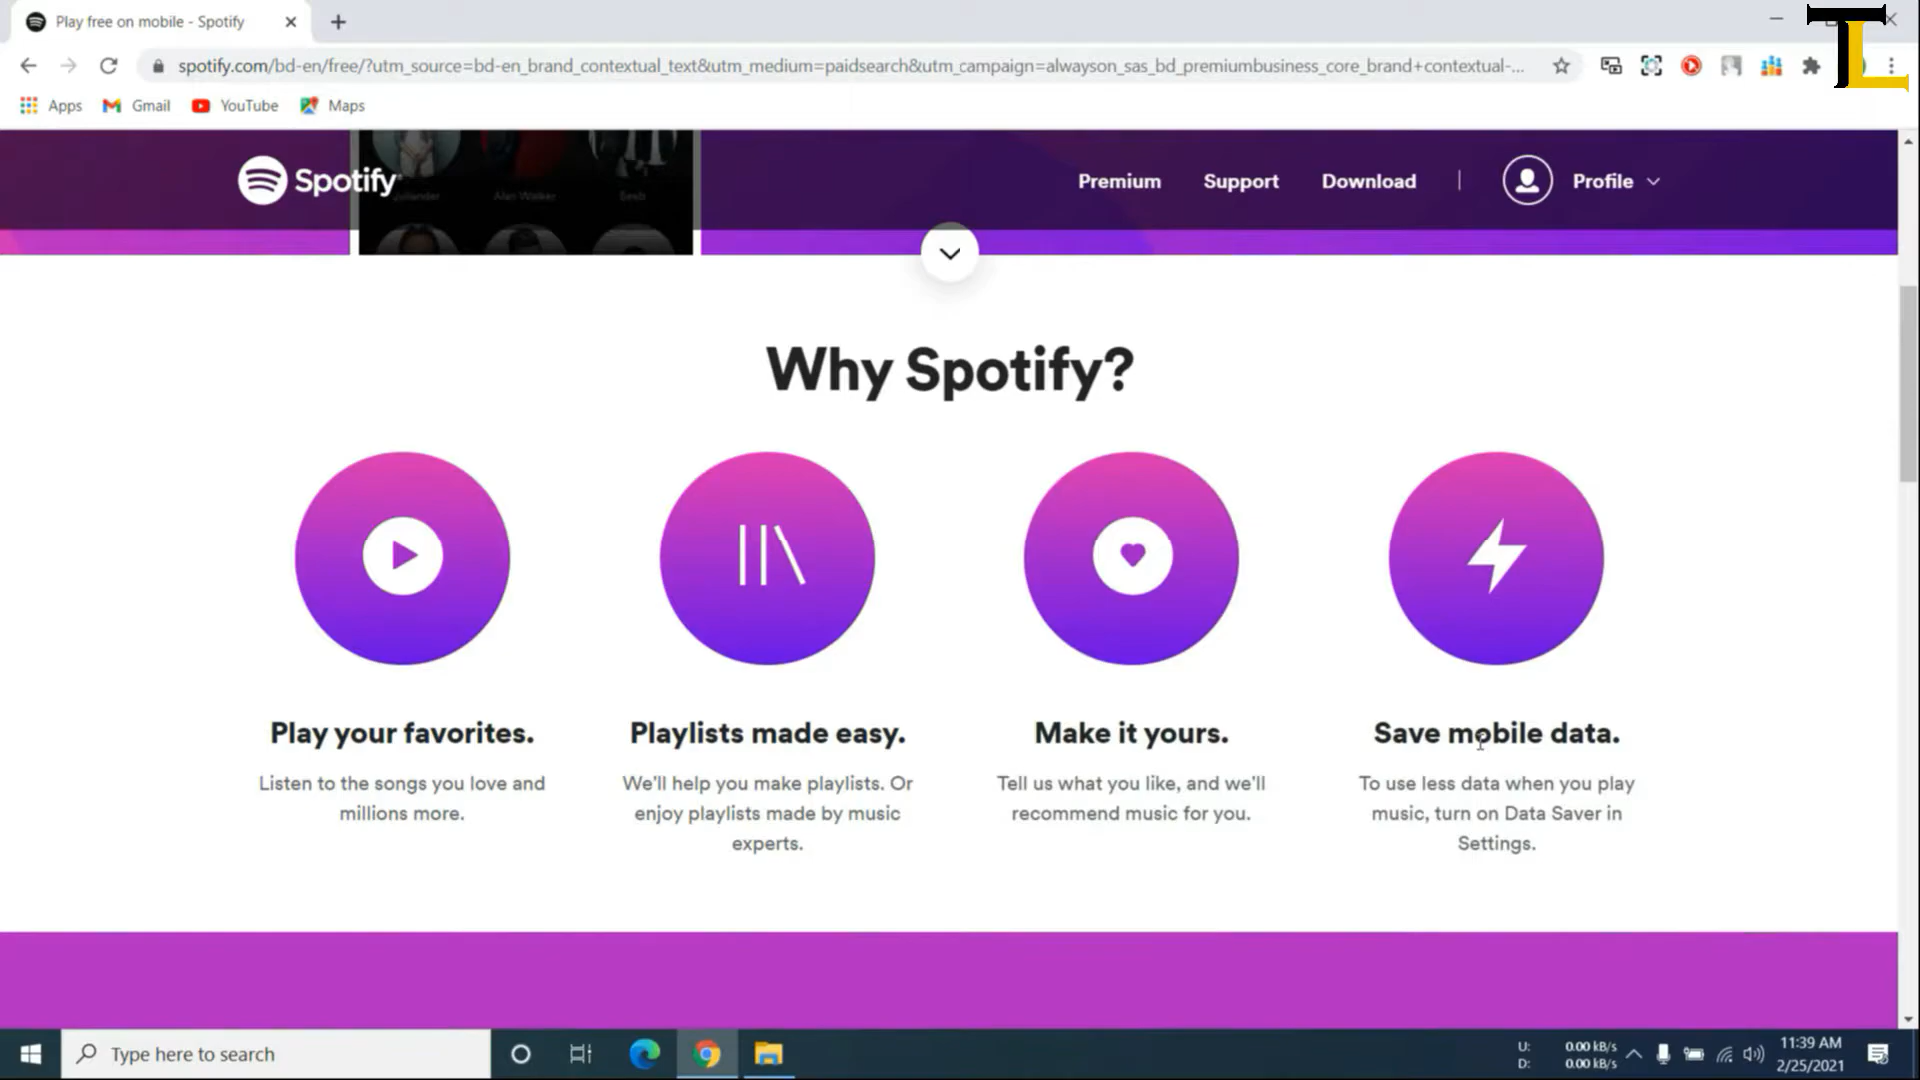 Play free on mobile - Spotify
TL
spotify.com/bd-en/free/?utm_source=bd-en_brand_contextual_text&utm_medium=paidsearch&utm_campaign=alwayson_sas_bd_premiumbusiness_core_brand+contextual-...
Apps Gmail YouTube Maps
Spotify
Premium Support Download Profile
Alan Walker Seeb
Why Spotify?
Play your favorites.
Listen to the songs you love and
millions more.
Playlists made easy.
We'll help you make playlists. Or
enjoy playlists made by music
experts.
Make it yours.
Tell us what you like, and we'll
recommend music for you.
Save mobile data.
To use less data when you play
music, turn on Data Saver in
Settings.
Type here to search
U: 0.00 kB/s
D: 0.00 kB/s
11:39 AM
2/25/2021